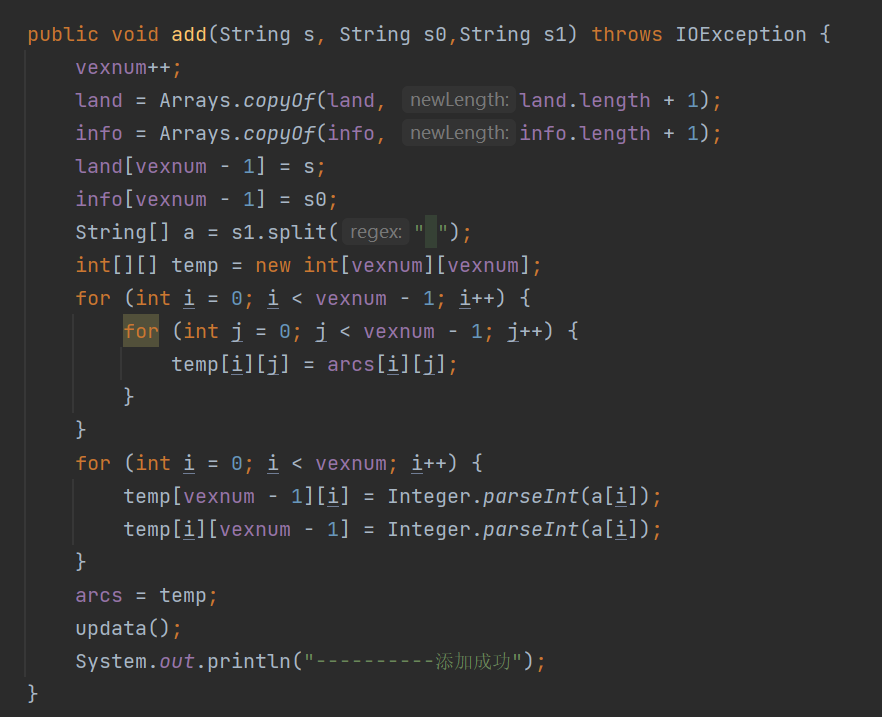 public void add(String s, String s0,String s1) throws IOException {
vexnum++;
land = Arrays.copyOf(land, newLength: land.length + 1);
info = Arrays.copyOf(info, newLength: info.length + 1);
land[vexnum - 1] = s;
info[vexnum - 1] = s0;
String[] a = s1.split( regex: " ");
int[][] temp = new int[vexnum][vexnum];
for (int i = 0; i < vexnum - 1; i++) {
for (int j = 0; j < vexnum - 1; j++) {
temp[i][j] = arcs[i][j];
}
}
for (int i = 0; i < vexnum; i++) {
temp[vexnum - 1][i] = Integer.parseInt(a[i]);
temp[i][vexnum - 1] = Integer.parseInt(a[i]);
}
arcs = temp;
updata();
System.out.println("----------添加成功");
}